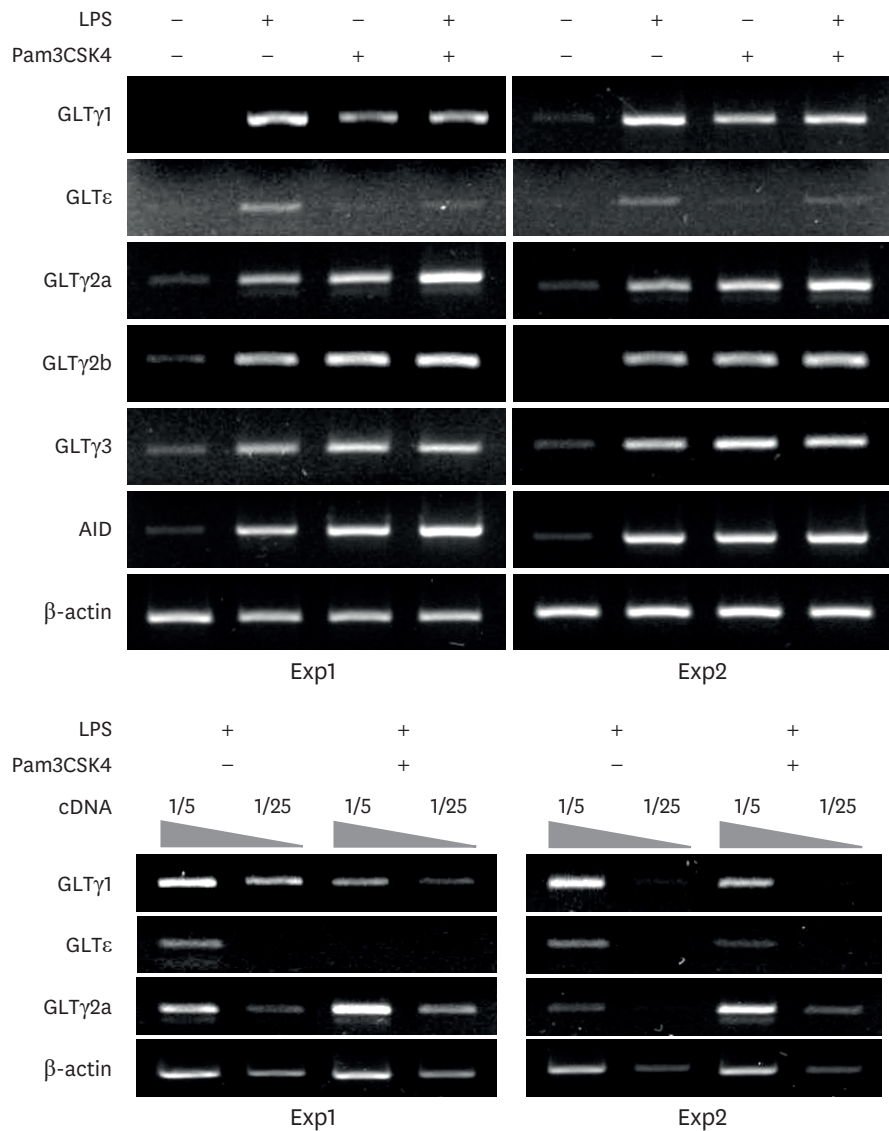 LPS − + − + − + − +
Pam3CSK4 − − + + − − + +
GLTγ1
GLTε
GLTγ2a
GLTγ2b
GLTγ3
AID
β-actin
Exp1 Exp2
LPS + + + +
Pam3CSK4 − + − +
cDNA 1/5 1/25 1/5 1/25 1/5 1/25 1/5 1/25
GLTγ1
GLTε
GLTγ2a
β-actin
Exp1 Exp2